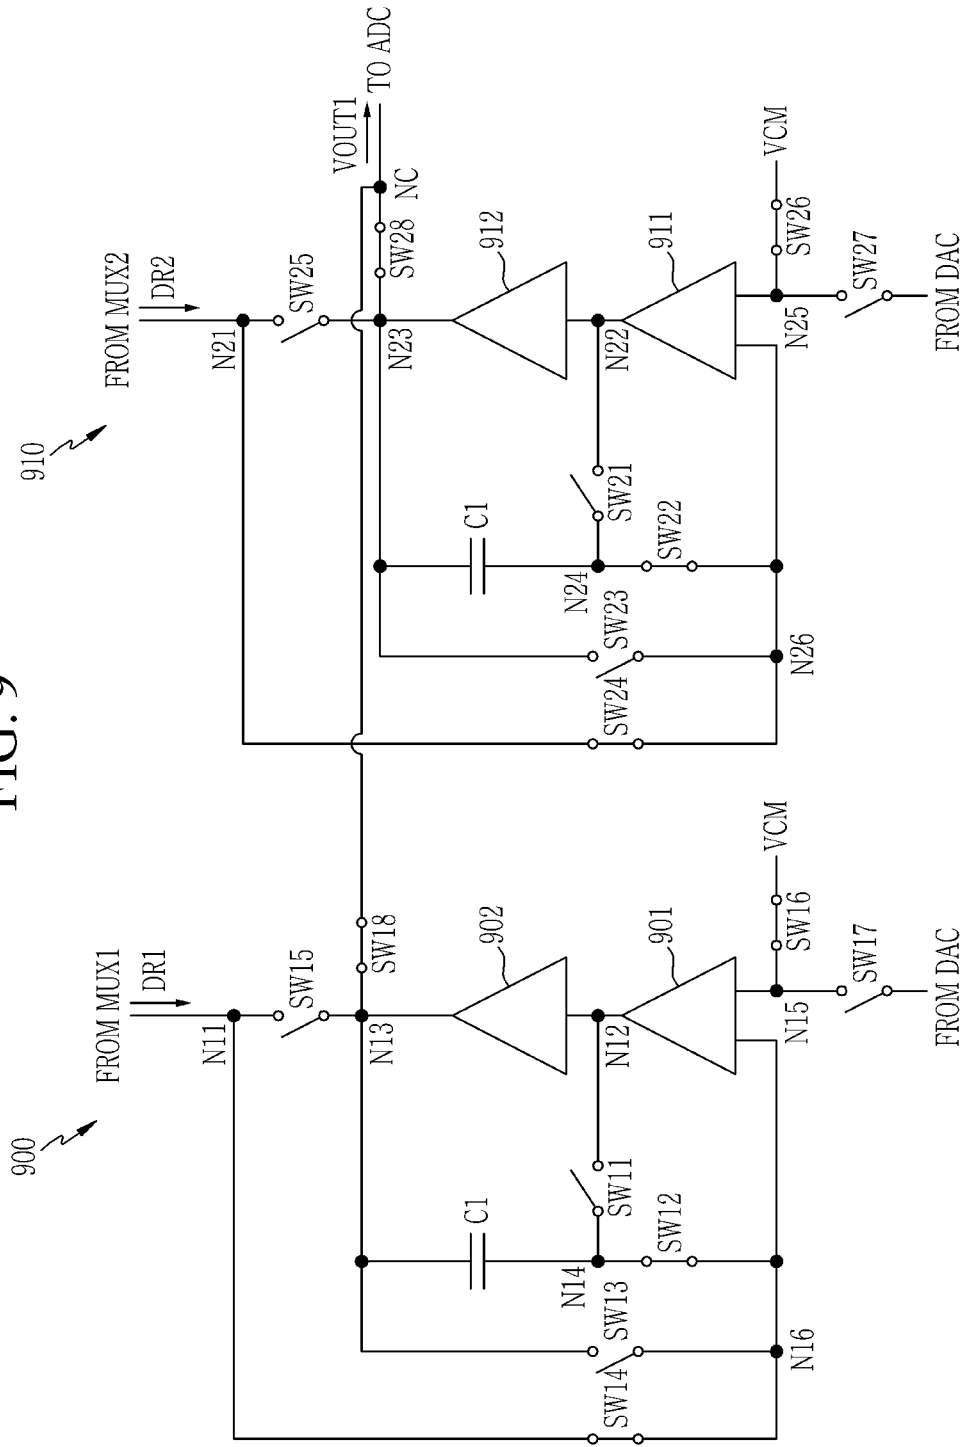 FIG. 9
900
FROM MUX1
DR1
N11
SW15
N13
SW18
902
C1
N12
901
SW11
N14
SW12
SW13
SW14
N15
SW16
VCM
SW17
FROM DAC
N16
910
FROM MUX2
DR2
N21
SW25
VOUT1
TO ADC
NC
SW28
N23
912
C1
N22
911
SW21
N24
SW22
SW23
SW24
N25
SW26
VCM
SW27
FROM DAC
N26